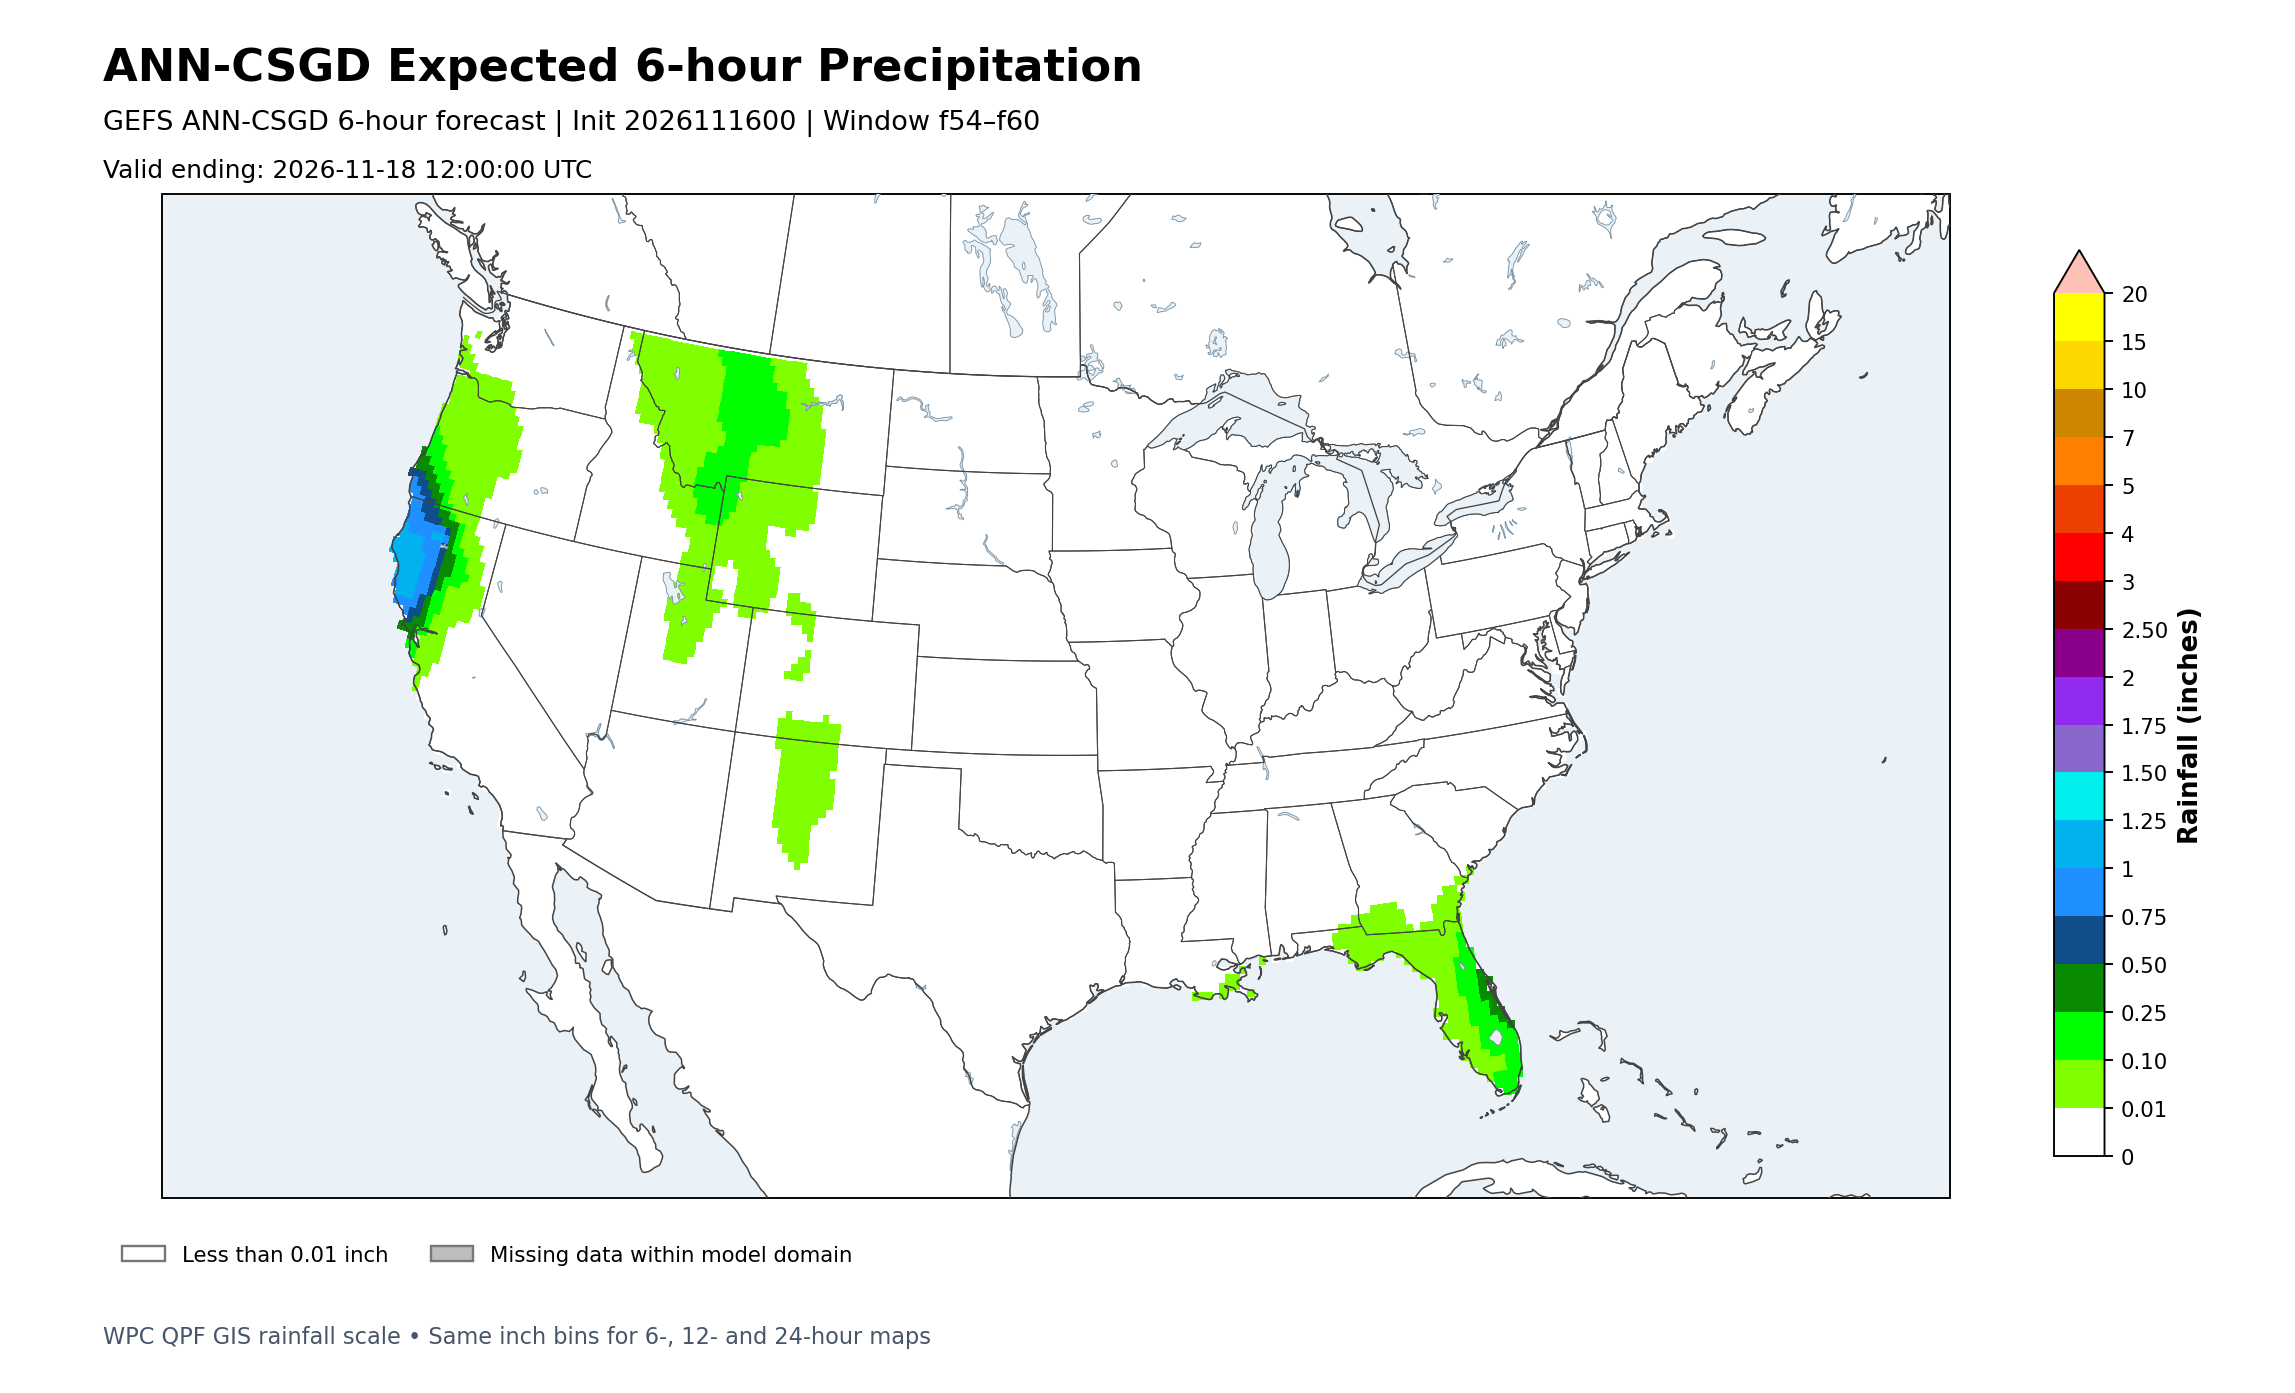 ANN-CSGD Expected 6-hour Precipitation
GEFS ANN-CSGD 6-hour forecast | Init 2026111600 | Window f54–f60
Valid ending: 2026-11-18 12:00:00 UTC
20
15
10
7
5
4
3
2.50
2
1.75
1.50
1.25
1
0.75
0.50
0.25
0.10
0.01
0
Rainfall (inches)
Less than 0.01 inch
Missing data within model domain
WPC QPF GIS rainfall scale • Same inch bins for 6-, 12- and 24-hour maps